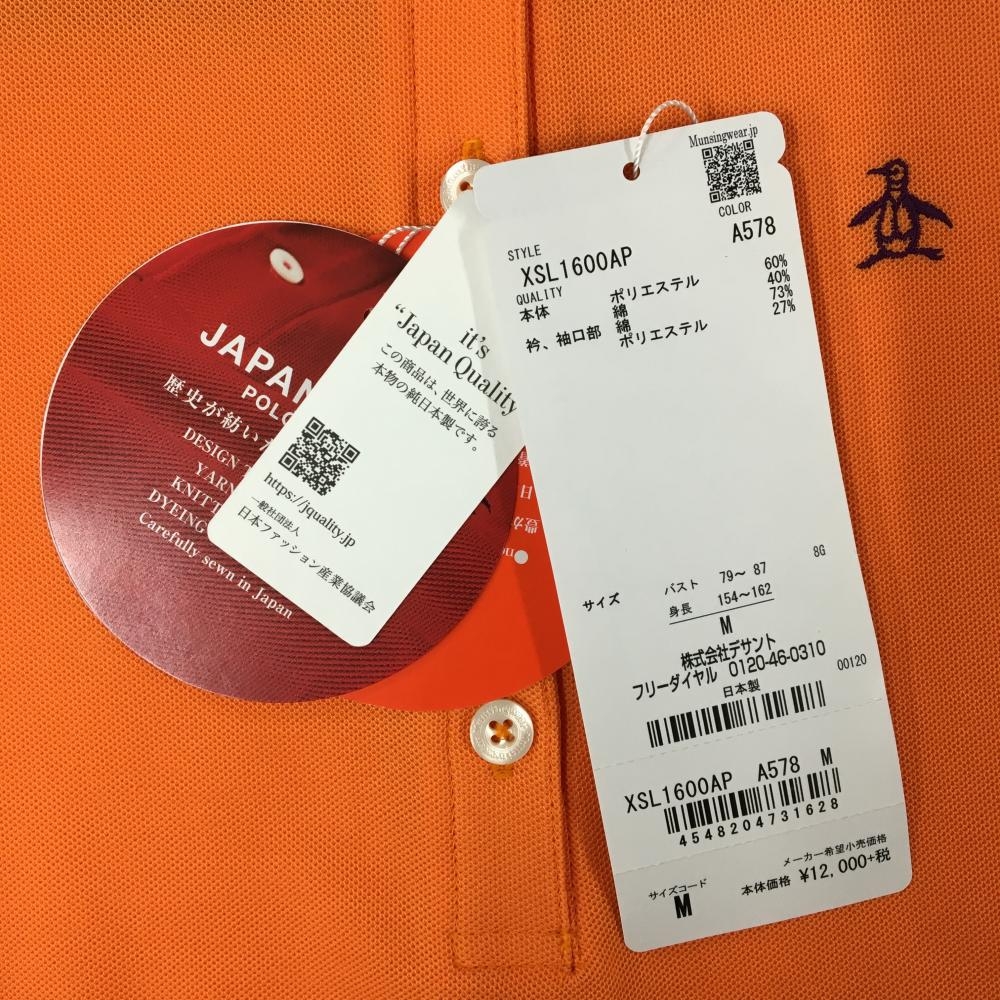 JAPAN
POLO
歴史が紡い
DESIGN
YARN
KNITT
DYEING
Carefully sewn in Japan
it's
“Japan Quality
この商品は、世界に誇る
本物の純日本製です。
https://jquality.jp
一般社団法人
日本ファッション産業協議会
Munsingwear.jp
COLOR
A578
STYLE
XSL1600AP
QUALITY
本体 ポリエステル 60%
綿 40%
衿、袖口部 綿 73%
ポリエステル 27%
8G
サイズ バスト 79〜 87
身長 154〜162
M
株式会社デサント
フリーダイヤル 0120-46-0310
日本製
00120
XSL1600AP A578 M
4548204731628
メーカー希望小売価格
本体価格 ¥12,000+税
サイズコード
M